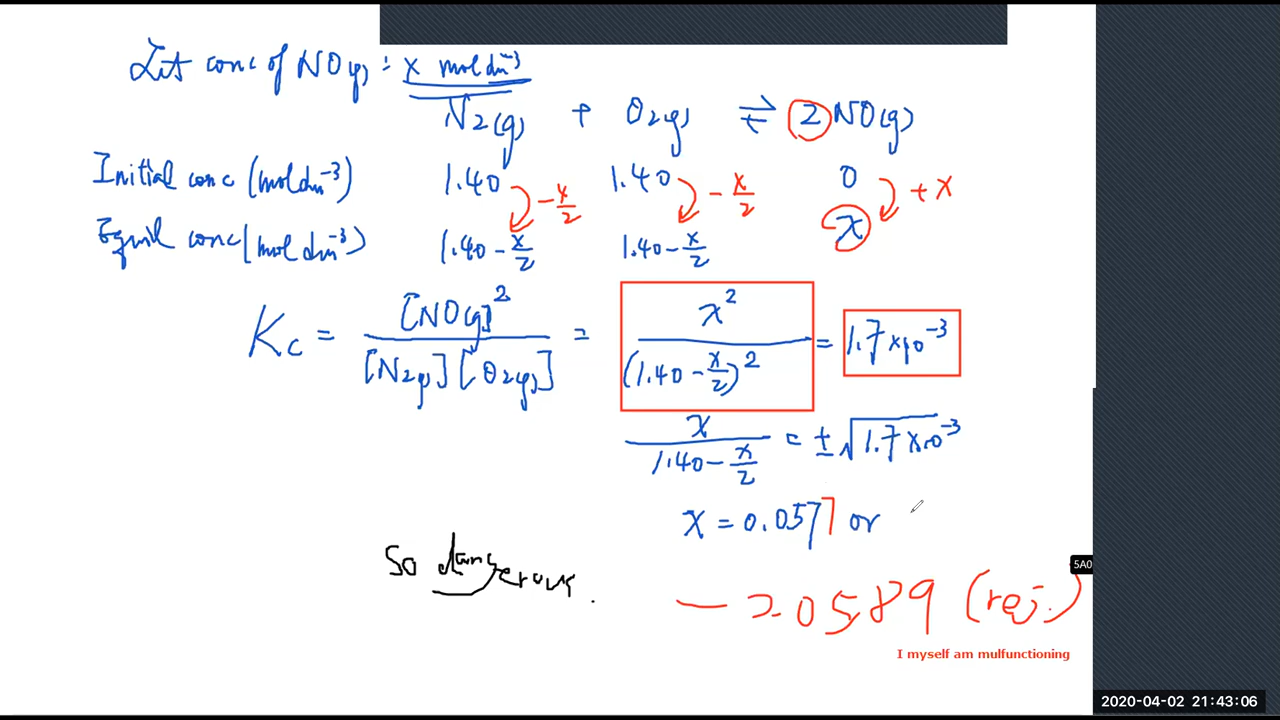 Let conc of NO(g) = x mol dm⁻³
N₂(g) + O₂(g) ⇌ 2NO(g)
Initial conc (mol dm⁻³) 1.40 1.40 0
-x/2 -x/2 +x
Equil conc (mol dm⁻³) 1.40 - x/2 1.40 - x/2 x
Kc = [NO(g)]² / [N₂(g)][O₂(g)] = x² / (1.40 - x/2)² = 1.7 x10⁻³
x / 1.40 - x/2 = ±√1.7 x10⁻³
x = 0.0577 or
So dangerous.
5A0
-0.0589 (rej.)
I myself am mulfunctioning
2020-04-02 21:43:06